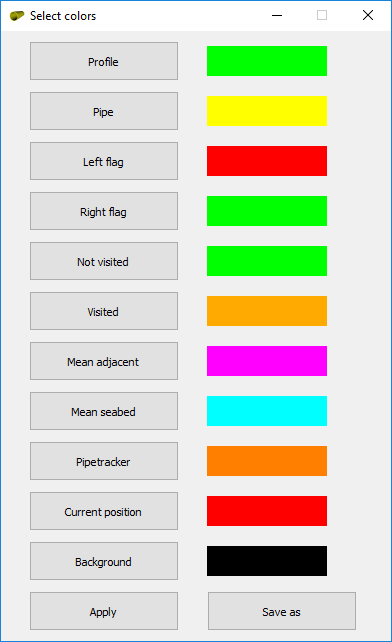 Select colors
Profile
Pipe
Left flag
Right flag
Not visited
Visited
Mean adjacent
Mean seabed
Pipetracker
Current position
Background
Apply Save as